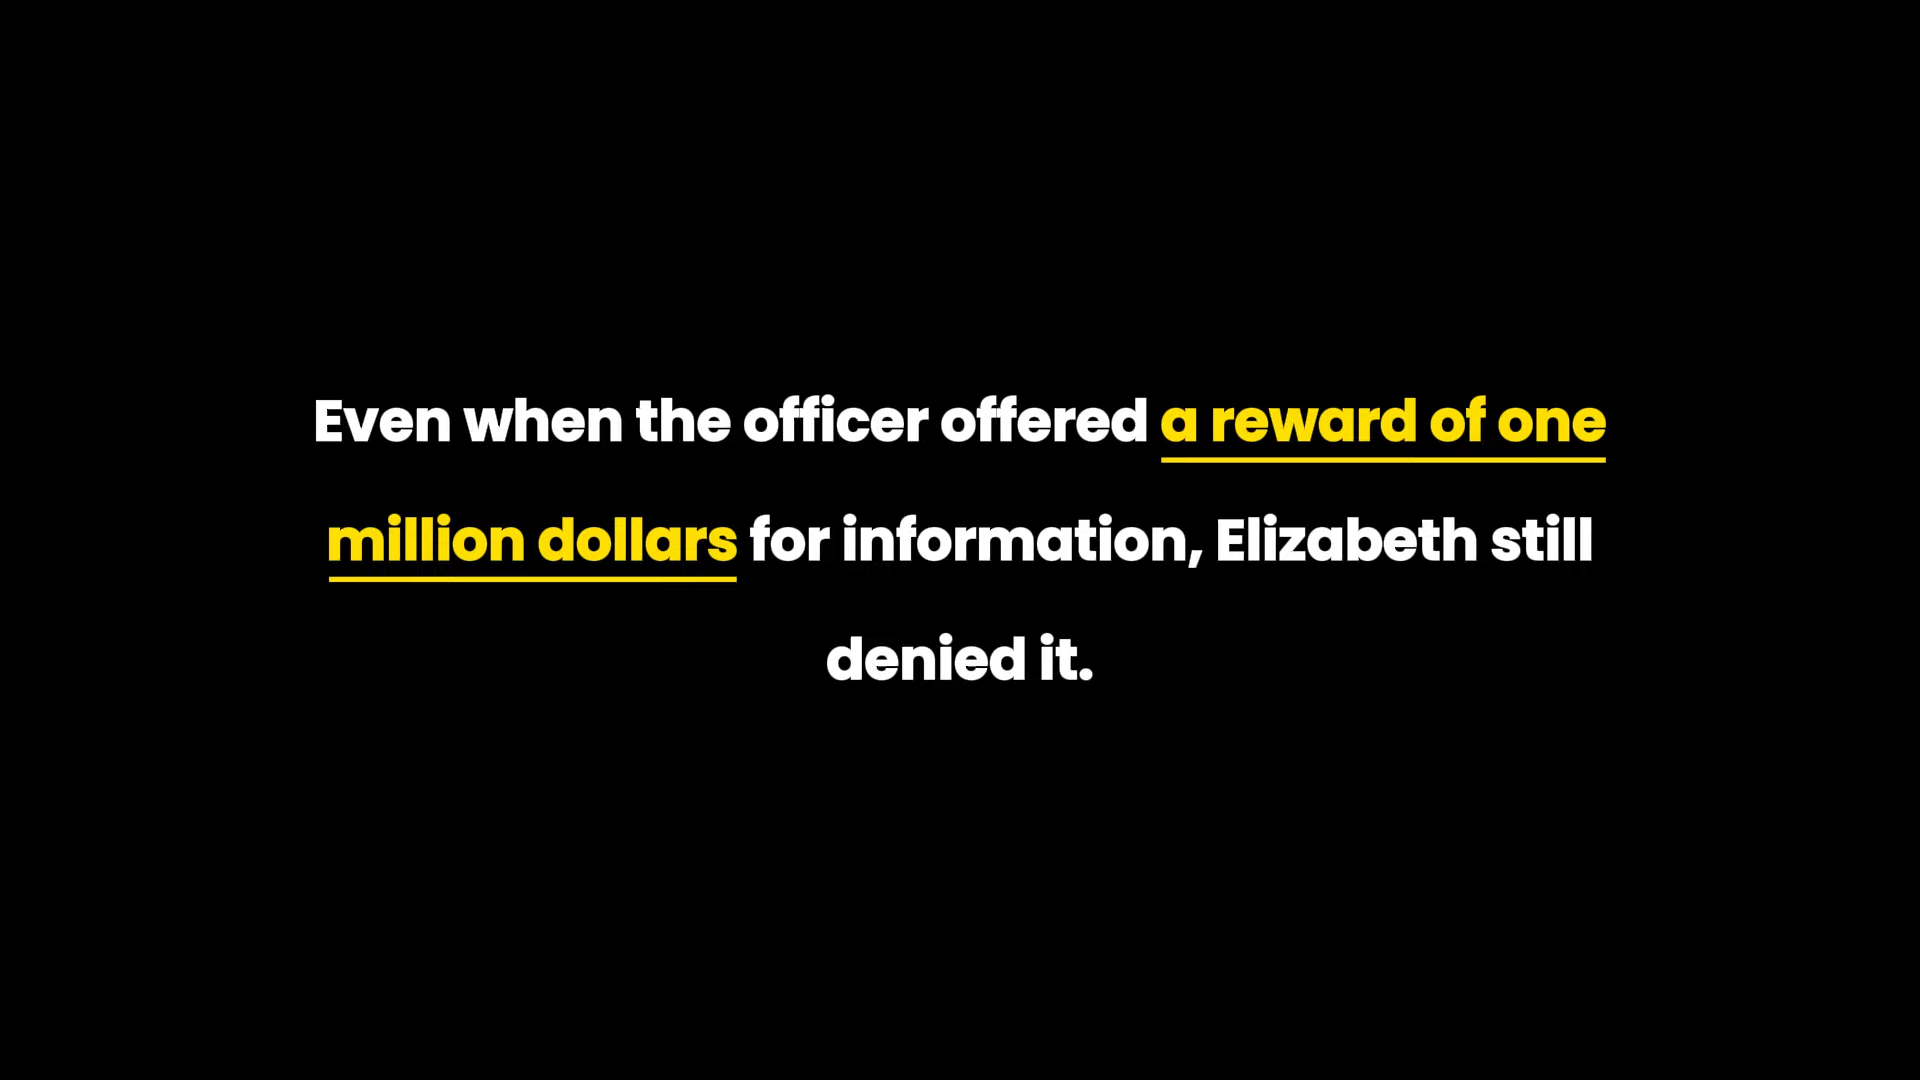 Even when the officer offered a reward of one
million dollars for information, Elizabeth still
denied it.